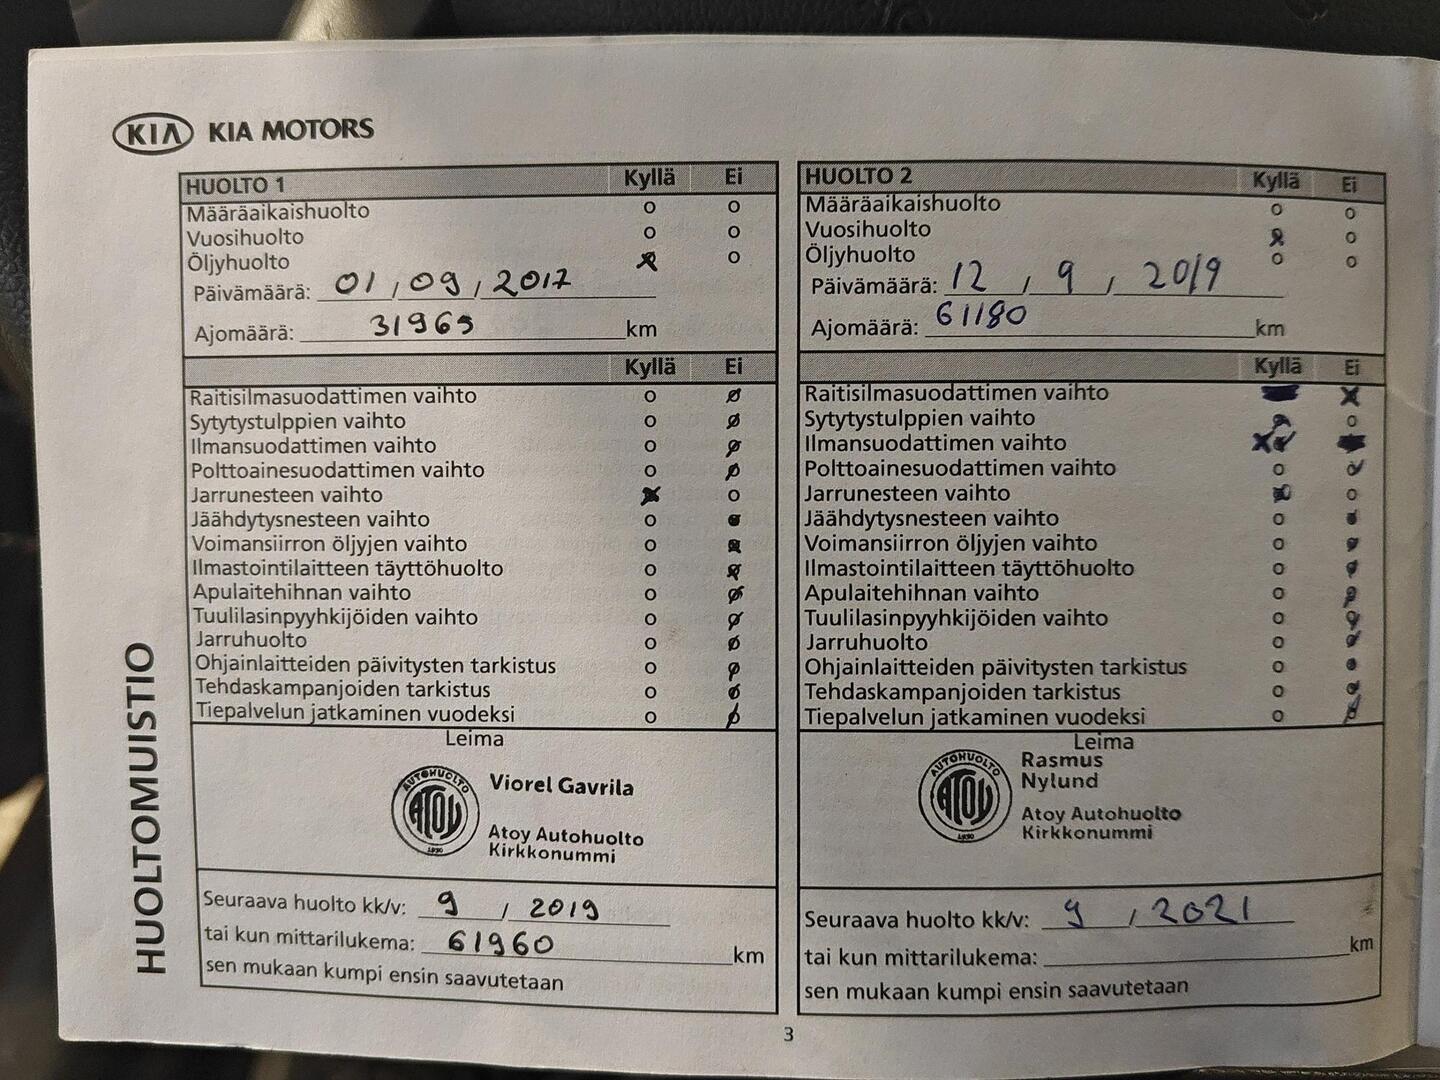 KIA KIA MOTORS
HUOLTOMUISTIO
HUOLTO 1 Kyllä Ei
Määräaikaishuolto o o
Vuosihuolto o o
Öljyhuolto x o
Päivämäärä: 01 / 09 / 2017
Ajomäärä: 31965 km
Kyllä Ei
Raitisilmasuodattimen vaihto o
Sytytystulppien vaihto o
Ilmansuodattimen vaihto o
Polttoainesuodattimen vaihto o
Jarrunesteen vaihto x o
Jäähdytysnesteen vaihto o
Voimansiirron öljyjen vaihto o
Ilmastointilaitteen täyttöhuolto o
Apulaitehihnan vaihto o
Tuulilasinpyyhkijöiden vaihto o
Jarruhuolto o
Ohjainlaitteiden päivitysten tarkistus o
Tehdaskampanjoiden tarkistus o
Tiepalvelun jatkaminen vuodeksi o
Leima
AUTOHUOLTO
ATOY
1930
Viorel Gavrila
Atoy Autohuolto
Kirkkonummi
Seuraava huolto kk/v: 9 / 2019
tai kun mittarilukema: 61960 km
sen mukaan kumpi ensin saavutetaan
HUOLTO 2 Kyllä Ei
Määräaikaishuolto o o
Vuosihuolto x o
Öljyhuolto o o
Päivämäärä: 12 / 9 / 2019
Ajomäärä: 61180 km
Kyllä Ei
Raitisilmasuodattimen vaihto x
Sytytystulppien vaihto o
Ilmansuodattimen vaihto x
Polttoainesuodattimen vaihto o
Jarrunesteen vaihto o
Jäähdytysnesteen vaihto o
Voimansiirron öljyjen vaihto o
Ilmastointilaitteen täyttöhuolto o
Apulaitehihnan vaihto o
Tuulilasinpyyhkijöiden vaihto o
Jarruhuolto o
Ohjainlaitteiden päivitysten tarkistus o
Tehdaskampanjoiden tarkistus o
Tiepalvelun jatkaminen vuodeksi o
Leima
AUTOHUOLTO
ATOY
1930
Rasmus
Nylund
Atoy Autohuolto
Kirkkonummi
Seuraava huolto kk/v: 9 / 2021
tai kun mittarilukema: km
sen mukaan kumpi ensin saavutetaan
3